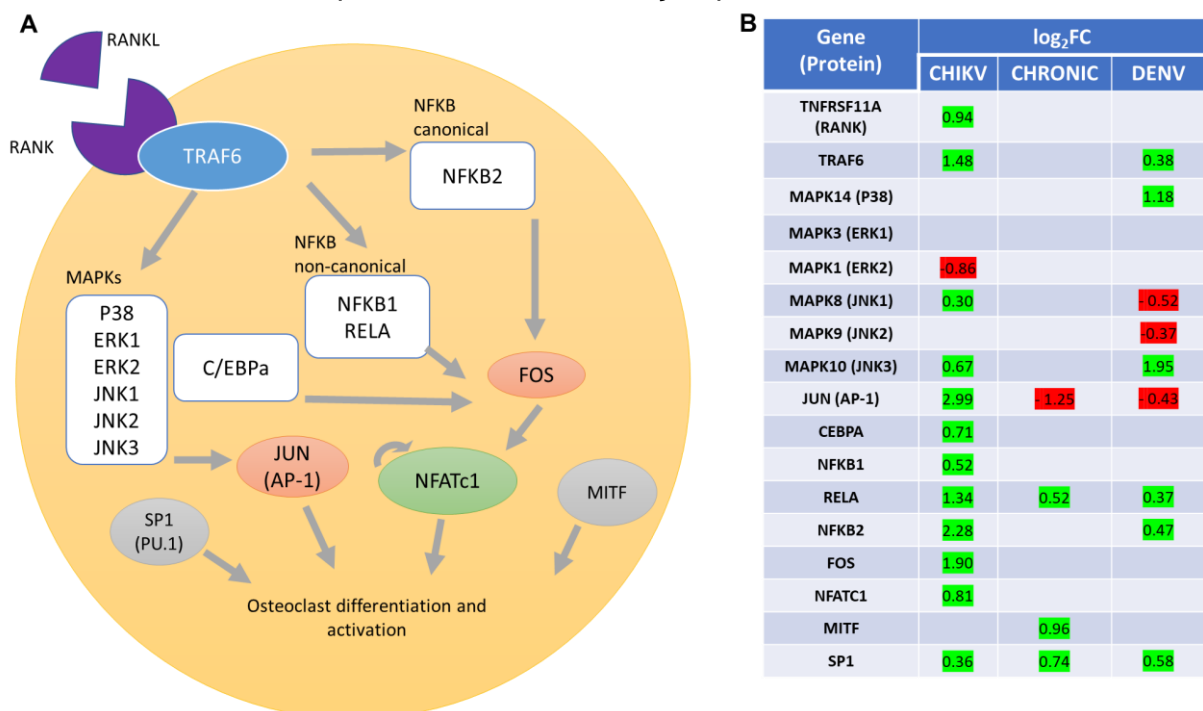 A
RANKL
RANK
TRAF6
NFKB
canonical
NFKB2
NFKB
non-canonical
NFKB1
RELA
MAPKs
P38
ERK1
ERK2
JNK1
JNK2
JNK3
C/EBPa
FOS
JUN
(AP-1)
NFATc1
MITF
SP1
(PU.1)
Osteoclast differentiation and
activation
B
Gene
(Protein) log₂FC
CHIKV CHRONIC DENV
TNFRSF11A
(RANK) 0.94
TRAF6 1.48 0.38
MAPK14 (P38) 1.18
MAPK3 (ERK1)
MAPK1 (ERK2) -0.86
MAPK8 (JNK1) 0.30 - 0.52
MAPK9 (JNK2) -0.37
MAPK10 (JNK3) 0.67 1.95
JUN (AP-1) 2.99 - 1.25 - 0.43
CEBPA 0.71
NFKB1 0.52
RELA 1.34 0.52 0.37
NFKB2 2.28 0.47
FOS 1.90
NFATC1 0.81
MITF 0.96
SP1 0.36 0.74 0.58